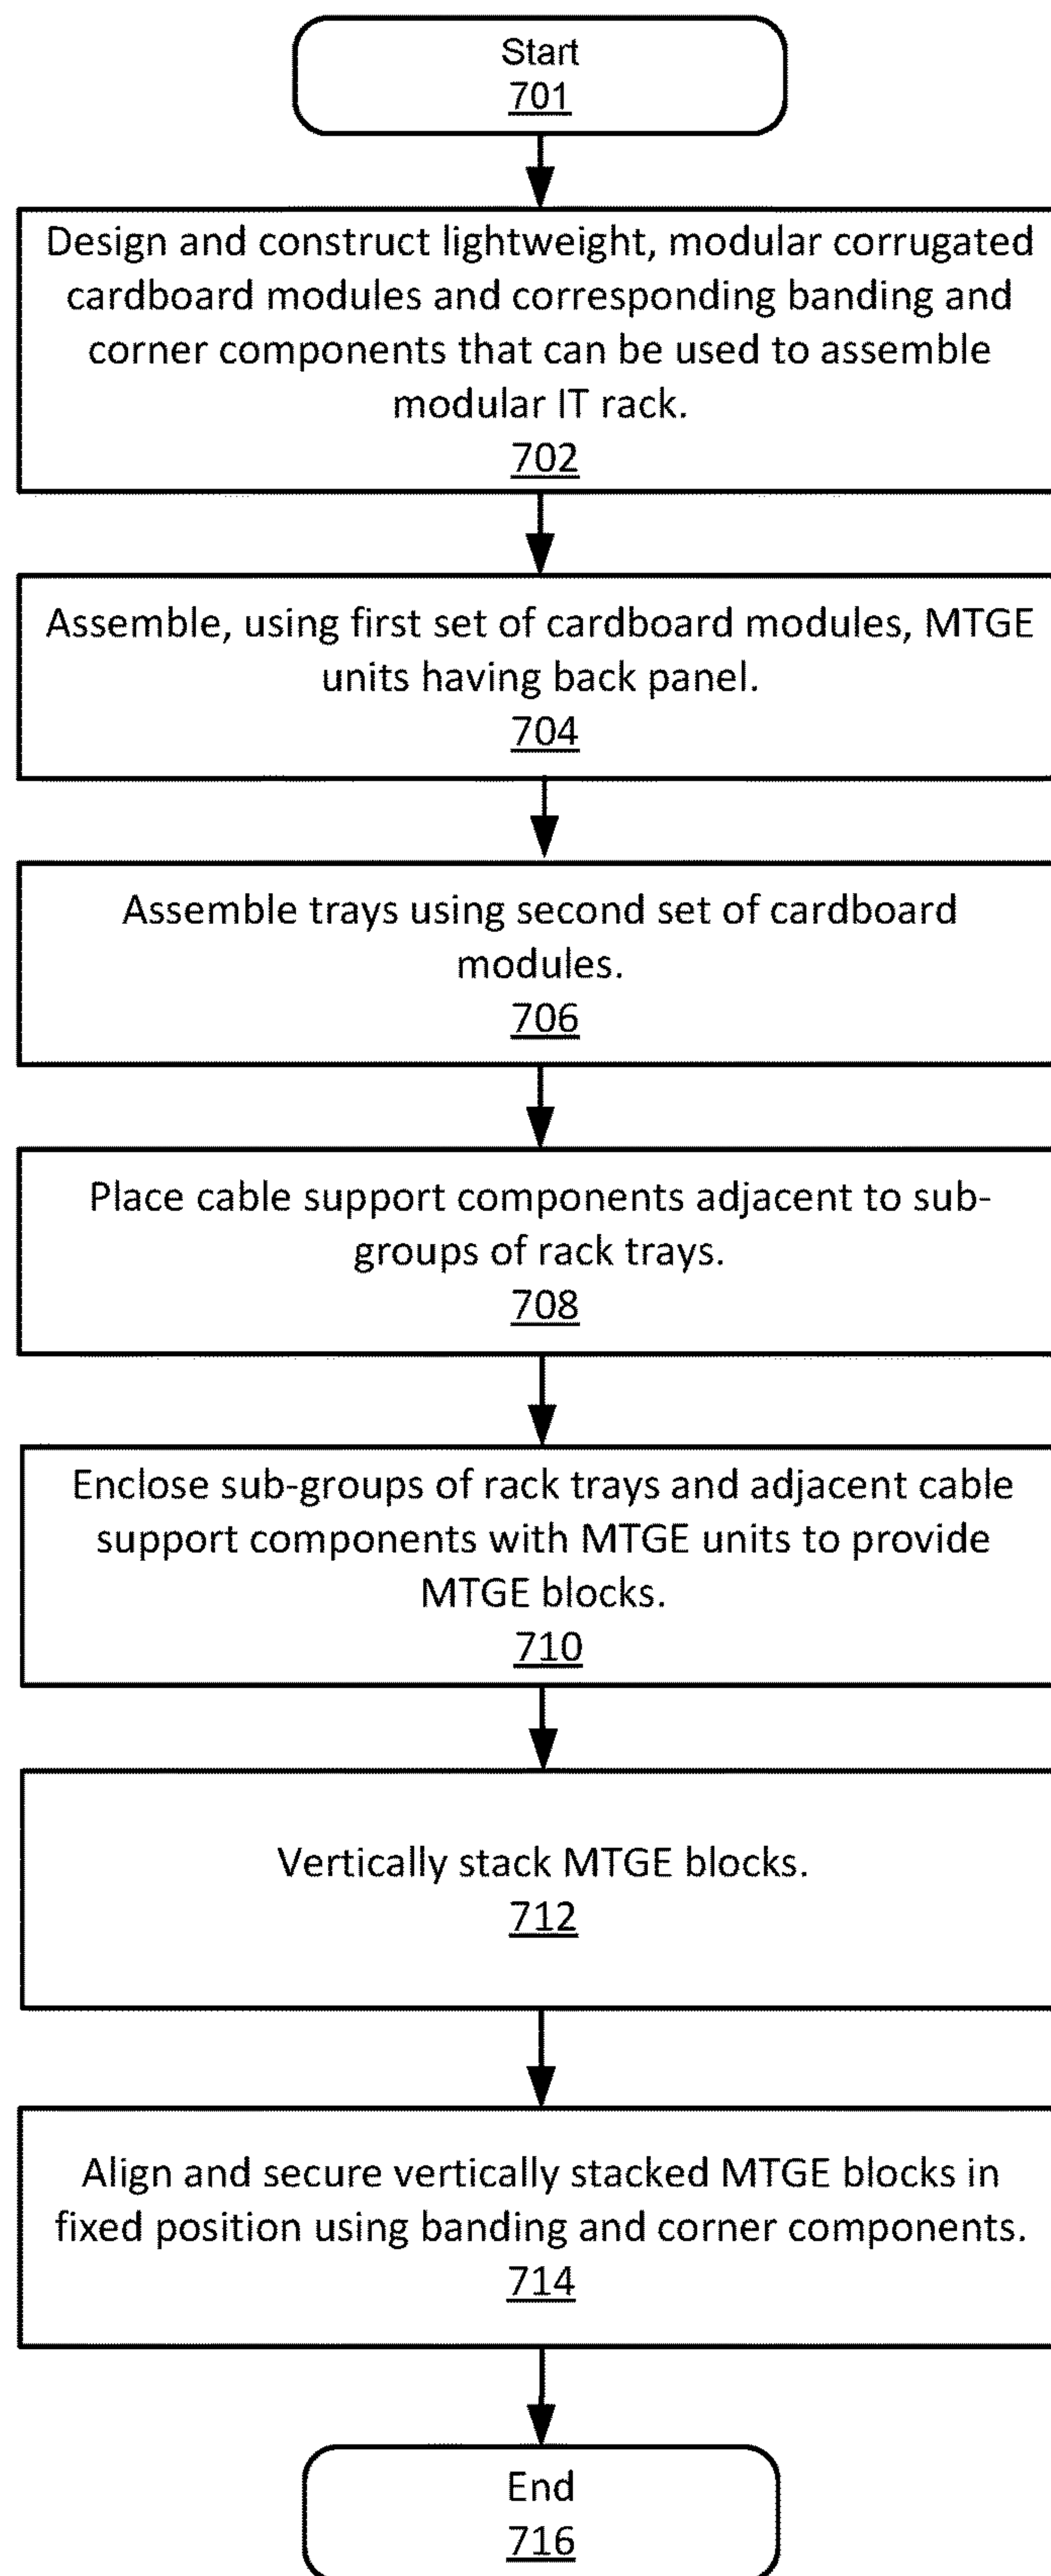 Start
701
Design and construct lightweight, modular corrugated
cardboard modules and corresponding banding and
corner components that can be used to assemble
modular IT rack.
702
Assemble, using first set of cardboard modules, MTGE
units having back panel.
704
Assemble trays using second set of cardboard
modules.
706
Place cable support components adjacent to sub-
groups of rack trays.
708
Enclose sub-groups of rack trays and adjacent cable
support components with MTGE units to provide
MTGE blocks.
710
Vertically stack MTGE blocks.
712
Align and secure vertically stacked MTGE blocks in
fixed position using banding and corner components.
714
End
716